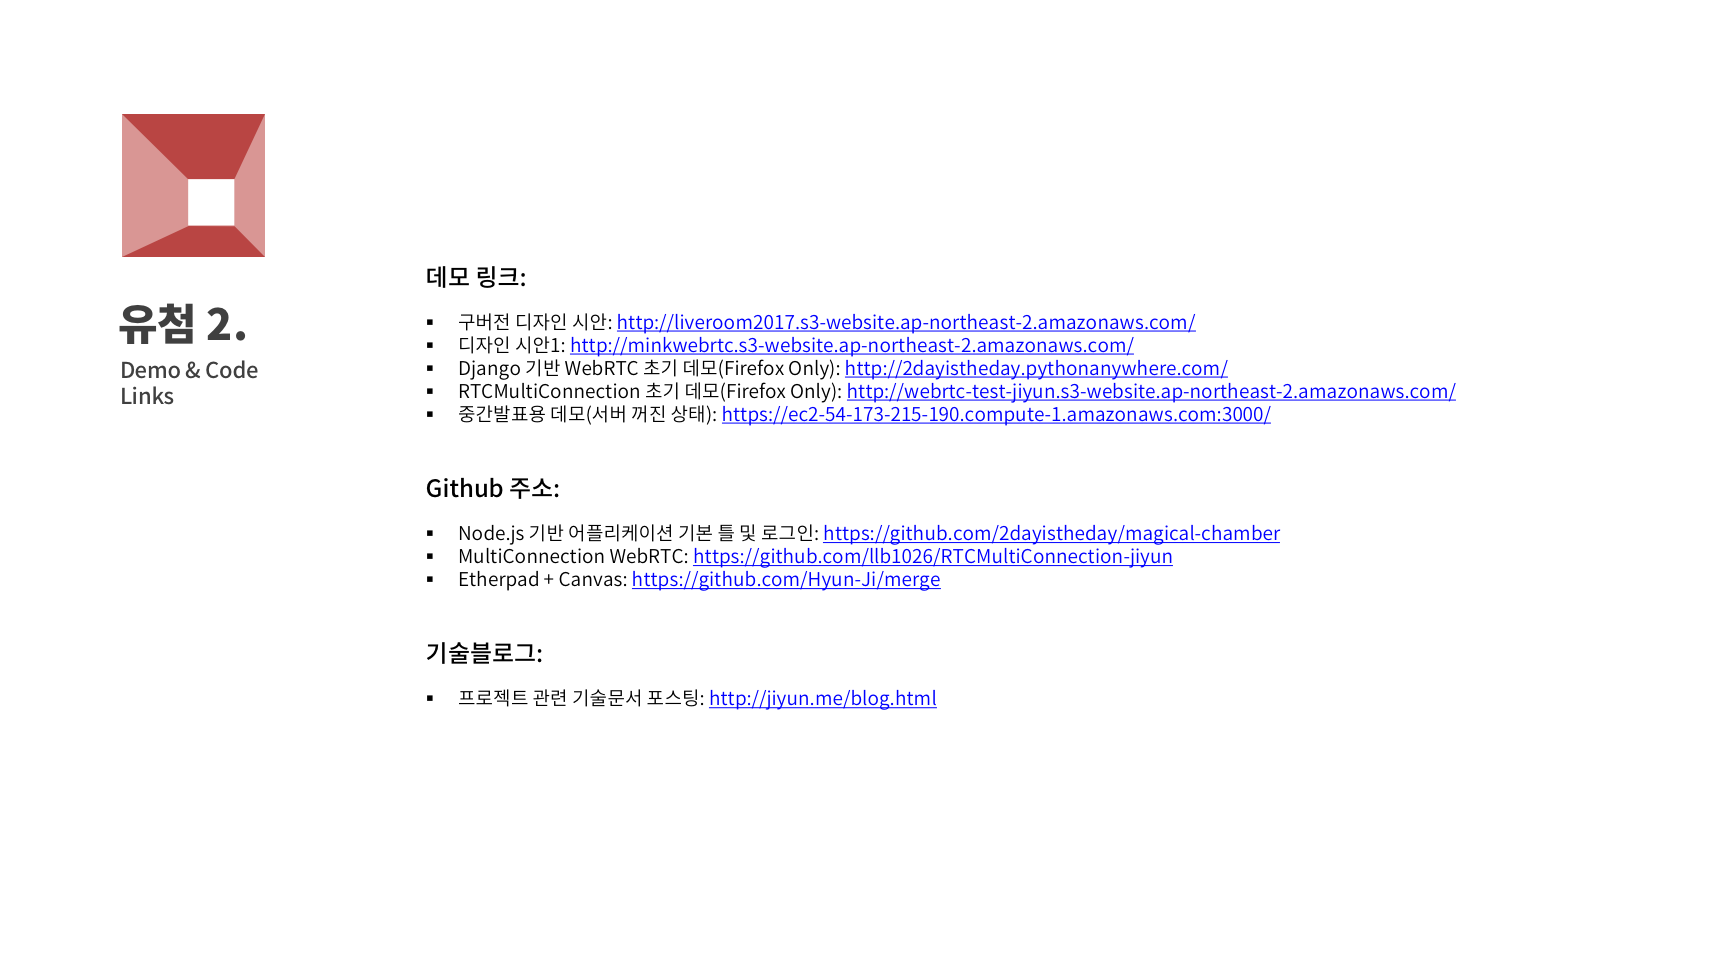 유첨 2.
Demo & Code
Links
데모 링크:
▪ 구버전 디자인 시안: http://liveroom2017.s3-website.ap-northeast-2.amazonaws.com/
▪ 디자인 시안1: http://minkwebrtc.s3-website.ap-northeast-2.amazonaws.com/
▪ Django 기반 WebRTC 초기 데모(Firefox Only): http://2dayistheday.pythonanywhere.com/
▪ RTCMultiConnection 초기 데모(Firefox Only): http://webrtc-test-jiyun.s3-website.ap-northeast-2.amazonaws.com/
▪ 중간발표용 데모(서버 꺼진 상태): https://ec2-54-173-215-190.compute-1.amazonaws.com:3000/
Github 주소:
▪ Node.js 기반 어플리케이션 기본 틀 및 로그인: https://github.com/2dayistheday/magical-chamber
▪ MultiConnection WebRTC: https://github.com/llb1026/RTCMultiConnection-jiyun
▪ Etherpad + Canvas: https://github.com/Hyun-Ji/merge
기술블로그:
▪ 프로젝트 관련 기술문서 포스팅: http://jiyun.me/blog.html